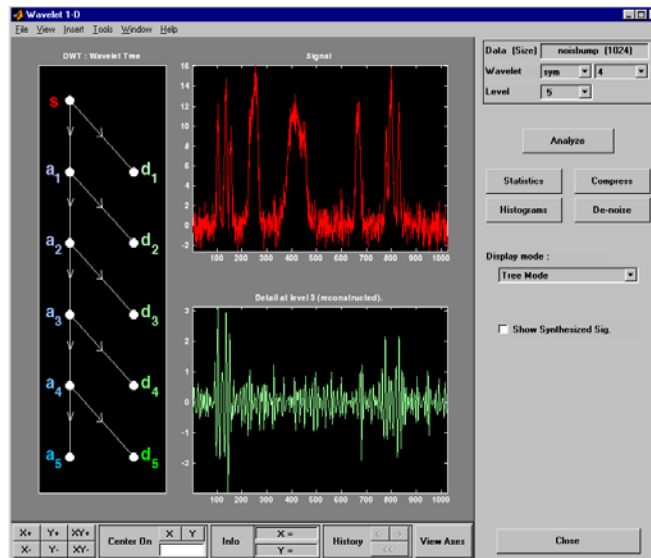 Wavelet 1-D
File View Insert Tools Window Help
DWT : Wavelet Tree
s
a1 d1
a2 d2
a3 d3
a4 d4
a5 d5
Signal
16
14
12
10
8
6
4
2
0
-2
100 200 300 400 500 600 700 800 900 1000
Detail at level 3 (reconstructed).
3
2
1
0
-1
-2
100 200 300 400 500 600 700 800 900 1000
Data (Size) noisbump (1024)
Wavelet sym 4
Level 5
Analyze
Statistics Compress
Histograms De-noise
Display mode :
Tree Mode
Show Synthesized Sig.
X+ Y+ XY+
X- Y- XY-
Center On X Y
Info X =
Y =
History <- ->
<<-
View Axes
Close